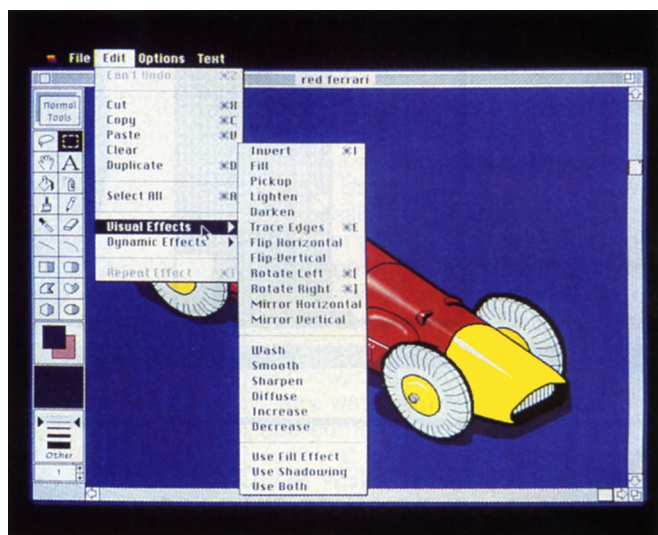 File Edit Options Text
red ferrari
Can't Undo ⌘Z
Cut ⌘X
Copy ⌘C
Paste ⌘V
Clear
Duplicate ⌘D
Select All ⌘A
Visual Effects
Dynamic Effects
Repeat Effect ⌘T
Invert ⌘I
Fill
Pickup
Lighten
Darken
Trace Edges ⌘E
Flip Horizontal
Flip Vertical
Rotate Left ⌘[
Rotate Right ⌘]
Mirror Horizontal
Mirror Vertical
Wash
Smooth
Sharpen
Diffuse
Increase
Decrease
Use Fill Effect
Use Shadowing
Use Both
Normal
Tools
A
Other
1